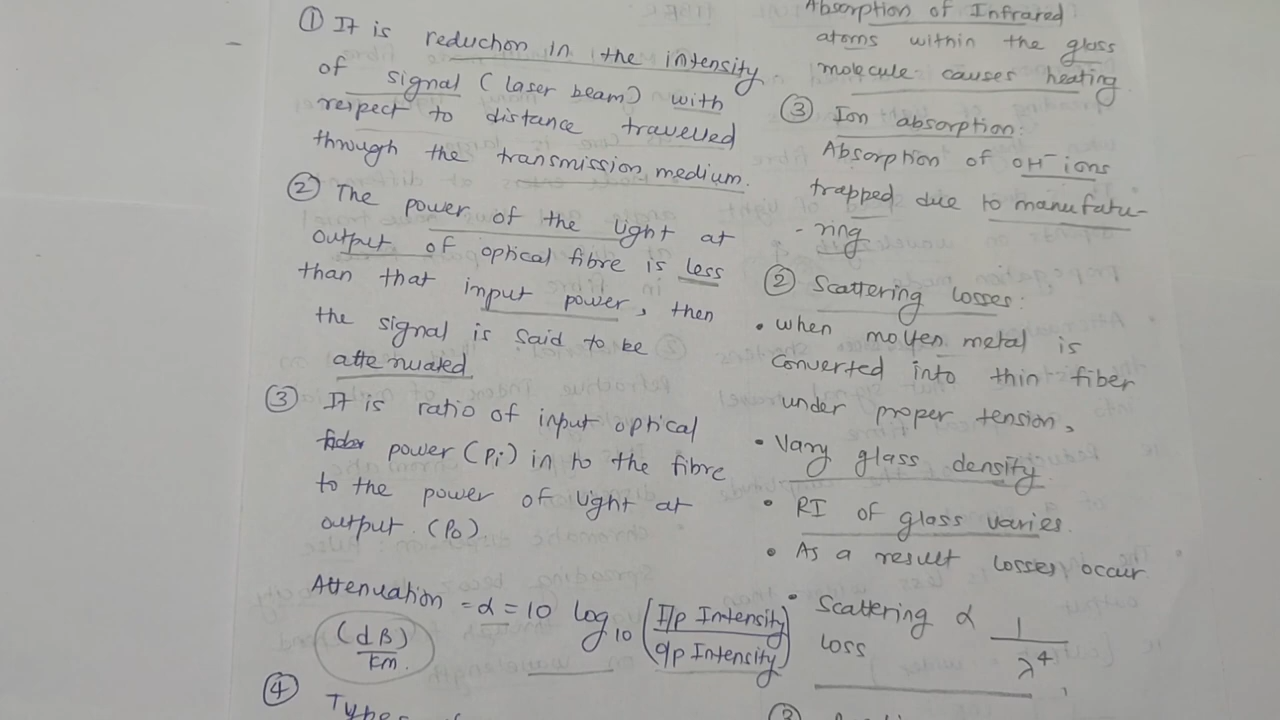 ① It is reduction in the intensity
of signal (laser beam) with
respect to distance travelled
through the transmission medium.
② The power of the light at
output of optical fibre is less
than that input power, then
the signal is said to be
attenuated
③ It is ratio of input optical
power (Pi) in to the fibre
to the power of light at
output. (Po)
Attenuation = α = 10 log10 (I/p Intensity / o/p Intensity)
(dB/km.)
④ Types
Absorption of Infrared
atoms within the glass
molecule causes heating.
③ Ion absorption:
Absorption of OH⁻ ions
trapped due to manufatu-
-ring
② Scattering losses:
• when molten metal is
converted into thin fiber
under proper tension,
• Vary glass density.
• RI of glass varies.
• As a result losses occur
• Scattering α 1/λ⁴
loss
③